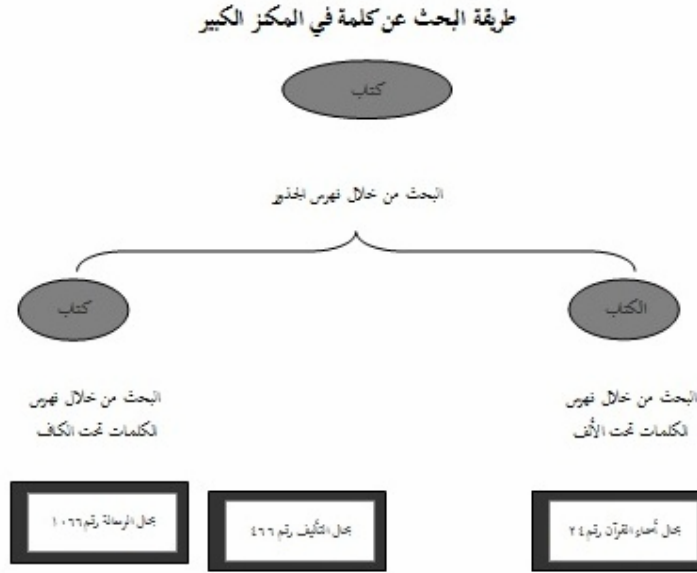 طريقة البحث عن كلمة في المكنز الكبير
كتاب
البحث من خلال فهرس الجذور
الكتاب
كتاب
البحث من خلال فهرس
الكلمات تحت الألف
البحث من خلال فهرس
الكلمات تحت الكاف
مجال أسماء القرآن رقم ٢٤
مجال التأليف رقم ٤٦٦
مجال الرسالة رقم ١٠٦٦